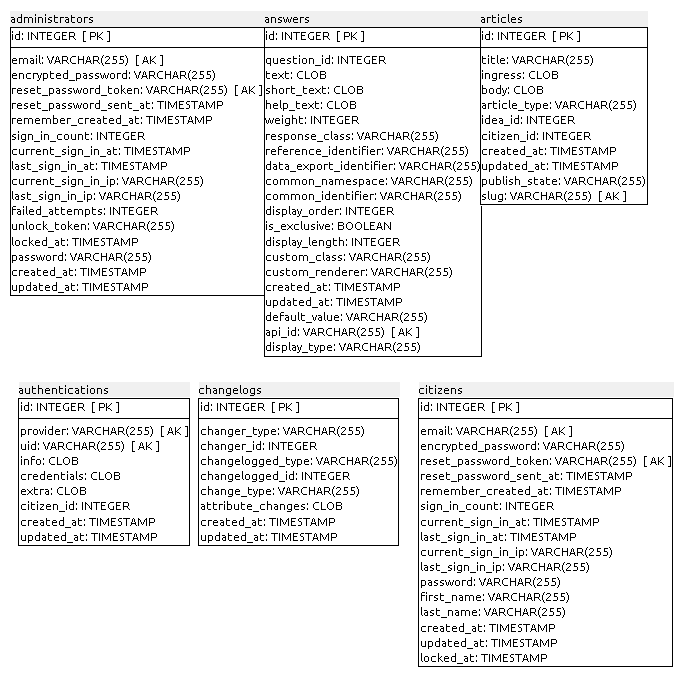 administrators
id: INTEGER [ PK ]
email: VARCHAR(255) [ AK ]
encrypted_password: VARCHAR(255)
reset_password_token: VARCHAR(255) [ AK ]
reset_password_sent_at: TIMESTAMP
remember_created_at: TIMESTAMP
sign_in_count: INTEGER
current_sign_in_at: TIMESTAMP
last_sign_in_at: TIMESTAMP
current_sign_in_ip: VARCHAR(255)
last_sign_in_ip: VARCHAR(255)
failed_attempts: INTEGER
unlock_token: VARCHAR(255)
locked_at: TIMESTAMP
password: VARCHAR(255)
created_at: TIMESTAMP
updated_at: TIMESTAMP
answers
id: INTEGER [ PK ]
question_id: INTEGER
text: CLOB
short_text: CLOB
help_text: CLOB
weight: INTEGER
response_class: VARCHAR(255)
reference_identifier: VARCHAR(255)
data_export_identifier: VARCHAR(255)
common_namespace: VARCHAR(255)
common_identifier: VARCHAR(255)
display_order: INTEGER
is_exclusive: BOOLEAN
display_length: INTEGER
custom_class: VARCHAR(255)
custom_renderer: VARCHAR(255)
created_at: TIMESTAMP
updated_at: TIMESTAMP
default_value: VARCHAR(255)
api_id: VARCHAR(255) [ AK ]
display_type: VARCHAR(255)
articles
id: INTEGER [ PK ]
title: VARCHAR(255)
ingress: CLOB
body: CLOB
article_type: VARCHAR(255)
idea_id: INTEGER
citizen_id: INTEGER
created_at: TIMESTAMP
updated_at: TIMESTAMP
publish_state: VARCHAR(255)
slug: VARCHAR(255) [ AK ]
authentications
id: INTEGER [ PK ]
provider: VARCHAR(255) [ AK ]
uid: VARCHAR(255) [ AK ]
info: CLOB
credentials: CLOB
extra: CLOB
citizen_id: INTEGER
created_at: TIMESTAMP
updated_at: TIMESTAMP
changelogs
id: INTEGER [ PK ]
changer_type: VARCHAR(255)
changer_id: INTEGER
changelogged_type: VARCHAR(255)
changelogged_id: INTEGER
change_type: VARCHAR(255)
attribute_changes: CLOB
created_at: TIMESTAMP
updated_at: TIMESTAMP
citizens
id: INTEGER [ PK ]
email: VARCHAR(255) [ AK ]
encrypted_password: VARCHAR(255)
reset_password_token: VARCHAR(255) [ AK ]
reset_password_sent_at: TIMESTAMP
remember_created_at: TIMESTAMP
sign_in_count: INTEGER
current_sign_in_at: TIMESTAMP
last_sign_in_at: TIMESTAMP
current_sign_in_ip: VARCHAR(255)
last_sign_in_ip: VARCHAR(255)
password: VARCHAR(255)
first_name: VARCHAR(255)
last_name: VARCHAR(255)
created_at: TIMESTAMP
updated_at: TIMESTAMP
locked_at: TIMESTAMP